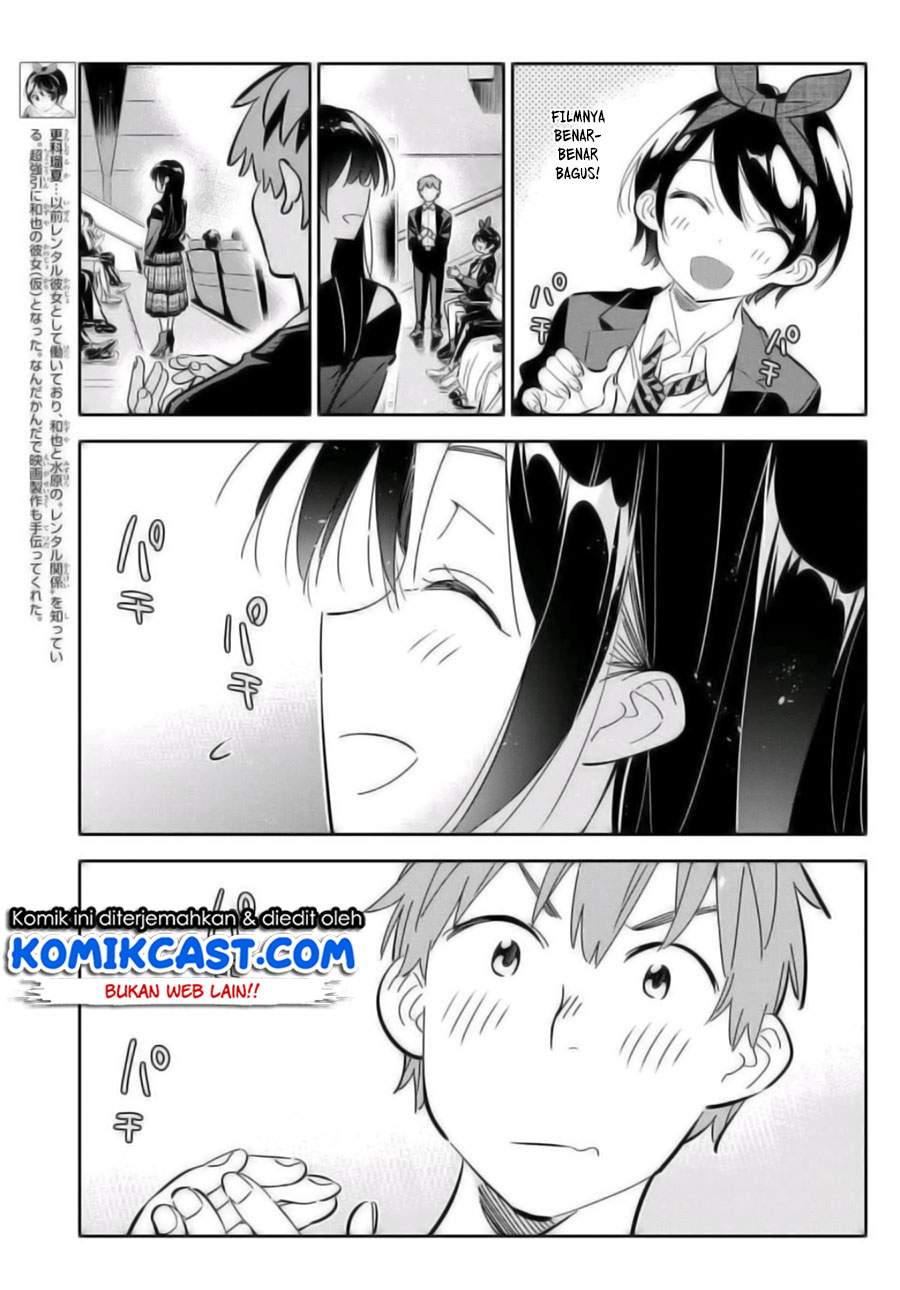 FILMNYA
BENAR-
BENAR
BAGUS!
パチ
パチ
更科瑠夏…以前レンタル彼女として働いており、和也と水原の“レンタル関係”を知ってい
る。超強引に和也の彼女(仮)となった。なんだかんだで映画製作も手伝ってくれた。
パチ
パチ
Komik ini diterjemahkan & diedit oleh
KOMIKCAST.COM
BUKAN WEB LAIN!!
パチ